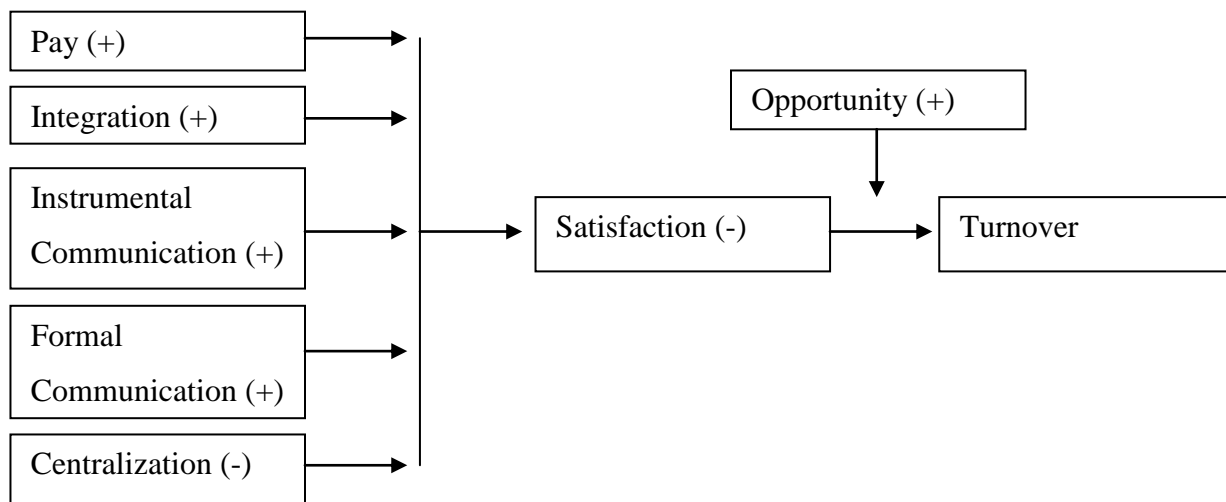 Pay (+)
Integration (+)
Instrumental
Communication (+)
Formal
Communication (+)
Centralization (-)
Opportunity (+)
Satisfaction (-)
Turnover